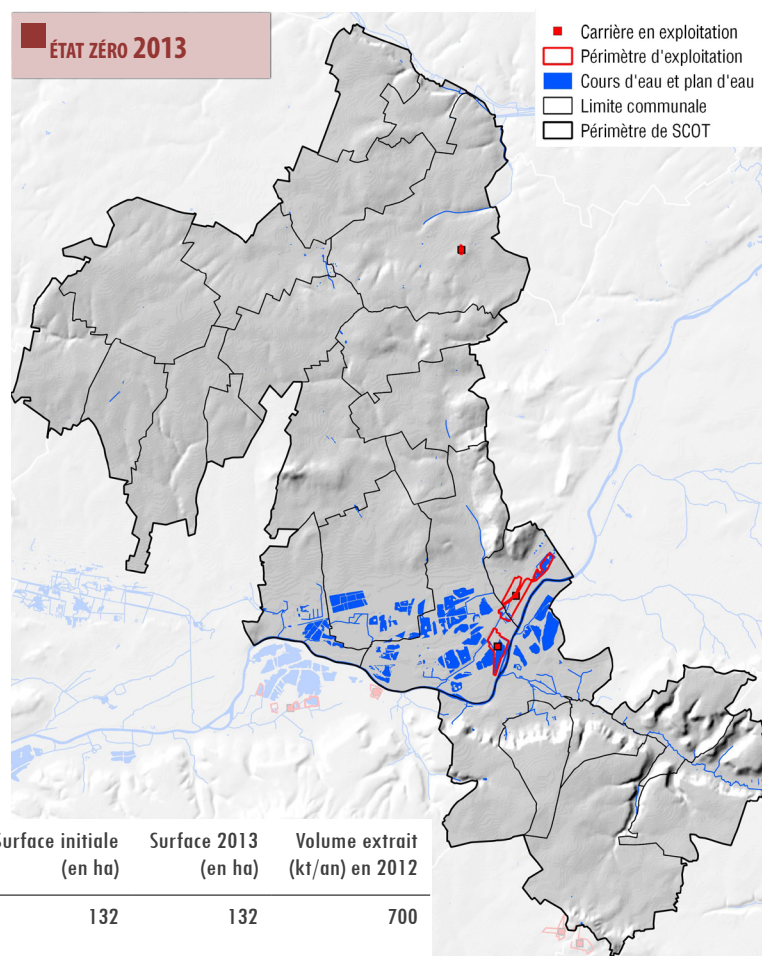 ÉTAT ZÉRO 2013
Carrière en exploitation
Périmètre d'exploitation
Cours d'eau et plan d'eau
Limite communale
Périmètre de SCOT
Surface initiale Surface 2013 Volume extrait
(en ha) (en ha) (kt/an) en 2012
132 132 700